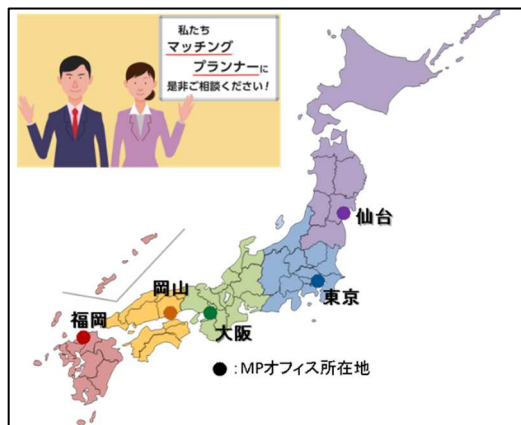 私たち
マッチング
プランナーに
是非ご相談ください!
仙台
東京
岡山
大阪
福岡
●:MPオフィス所在地